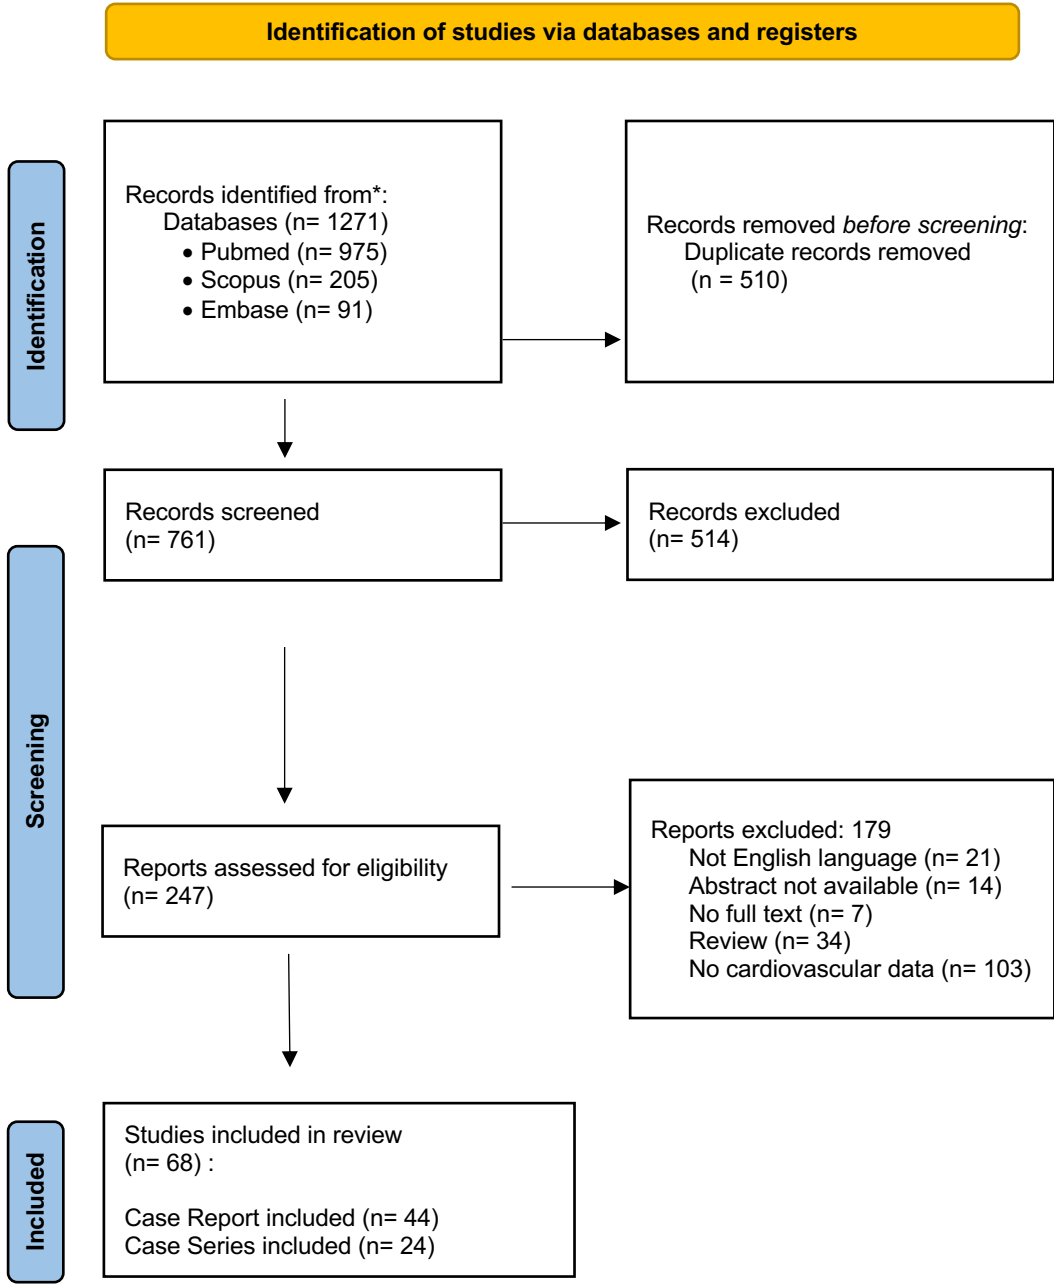 Identification of studies via databases and registers
Identification
Records identified from*:
Databases (n= 1271)
• Pubmed (n= 975)
• Scopus (n= 205)
• Embase (n= 91)
Records removed before screening:
Duplicate records removed
(n = 510)
Screening
Records screened
(n= 761)
Records excluded
(n= 514)
Reports assessed for eligibility
(n= 247)
Reports excluded: 179
Not English language (n= 21)
Abstract not available (n= 14)
No full text (n= 7)
Review (n= 34)
No cardiovascular data (n= 103)
Included
Studies included in review
(n= 68) :
Case Report included (n= 44)
Case Series included (n= 24)